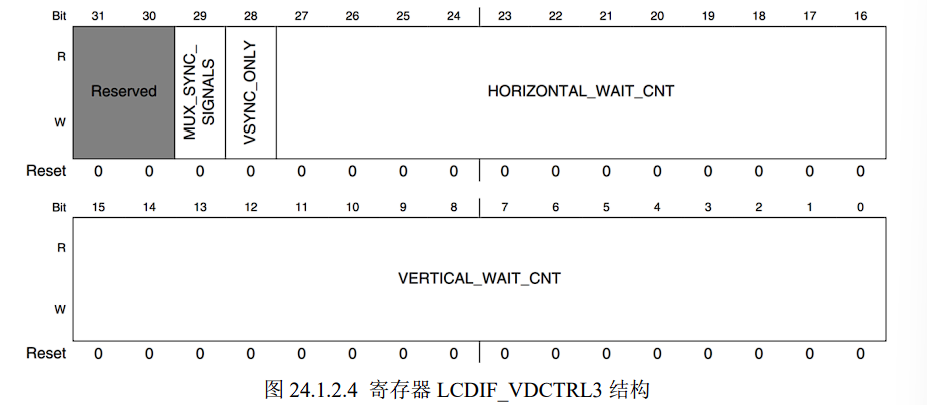 Bit 31 30 29 28 27 26 25 24 23 22 21 20 19 18 17 16
R
Reserved
MUX_SYNC_
SIGNALS
VSYNC_ONLY
HORIZONTAL_WAIT_CNT
W
Reset 0 0 0 0 0 0 0 0 0 0 0 0 0 0 0 0
Bit 15 14 13 12 11 10 9 8 7 6 5 4 3 2 1 0
R
VERTICAL_WAIT_CNT
W
Reset 0 0 0 0 0 0 0 0 0 0 0 0 0 0 0 0
图 24.1.2.4 寄存器 LCDIF_VDCTRL3 结构